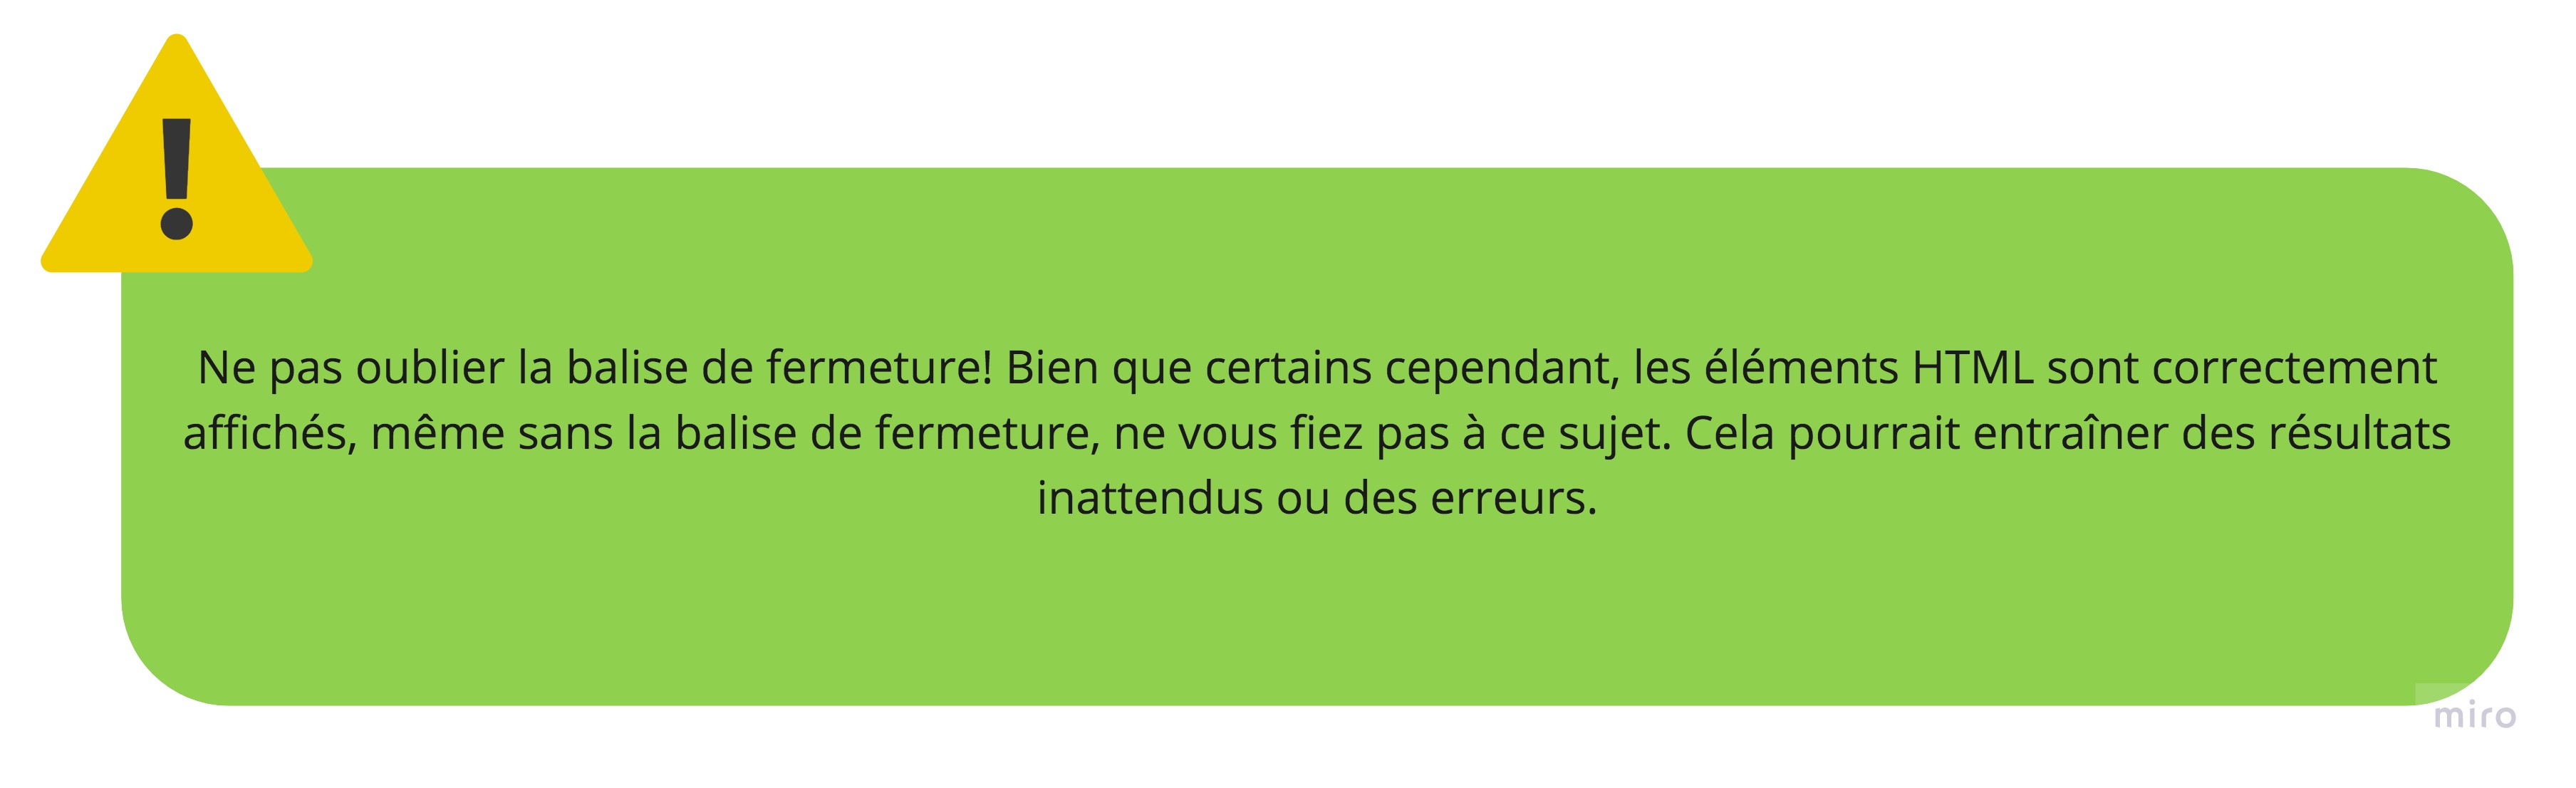 !
Ne pas oublier la balise de fermeture! Bien que certains cependant, les éléments HTML sont correctement
affichés, même sans la balise de fermeture, ne vous fiez pas à ce sujet. Cela pourrait entraîner des résultats
inattendus ou des erreurs.
miro